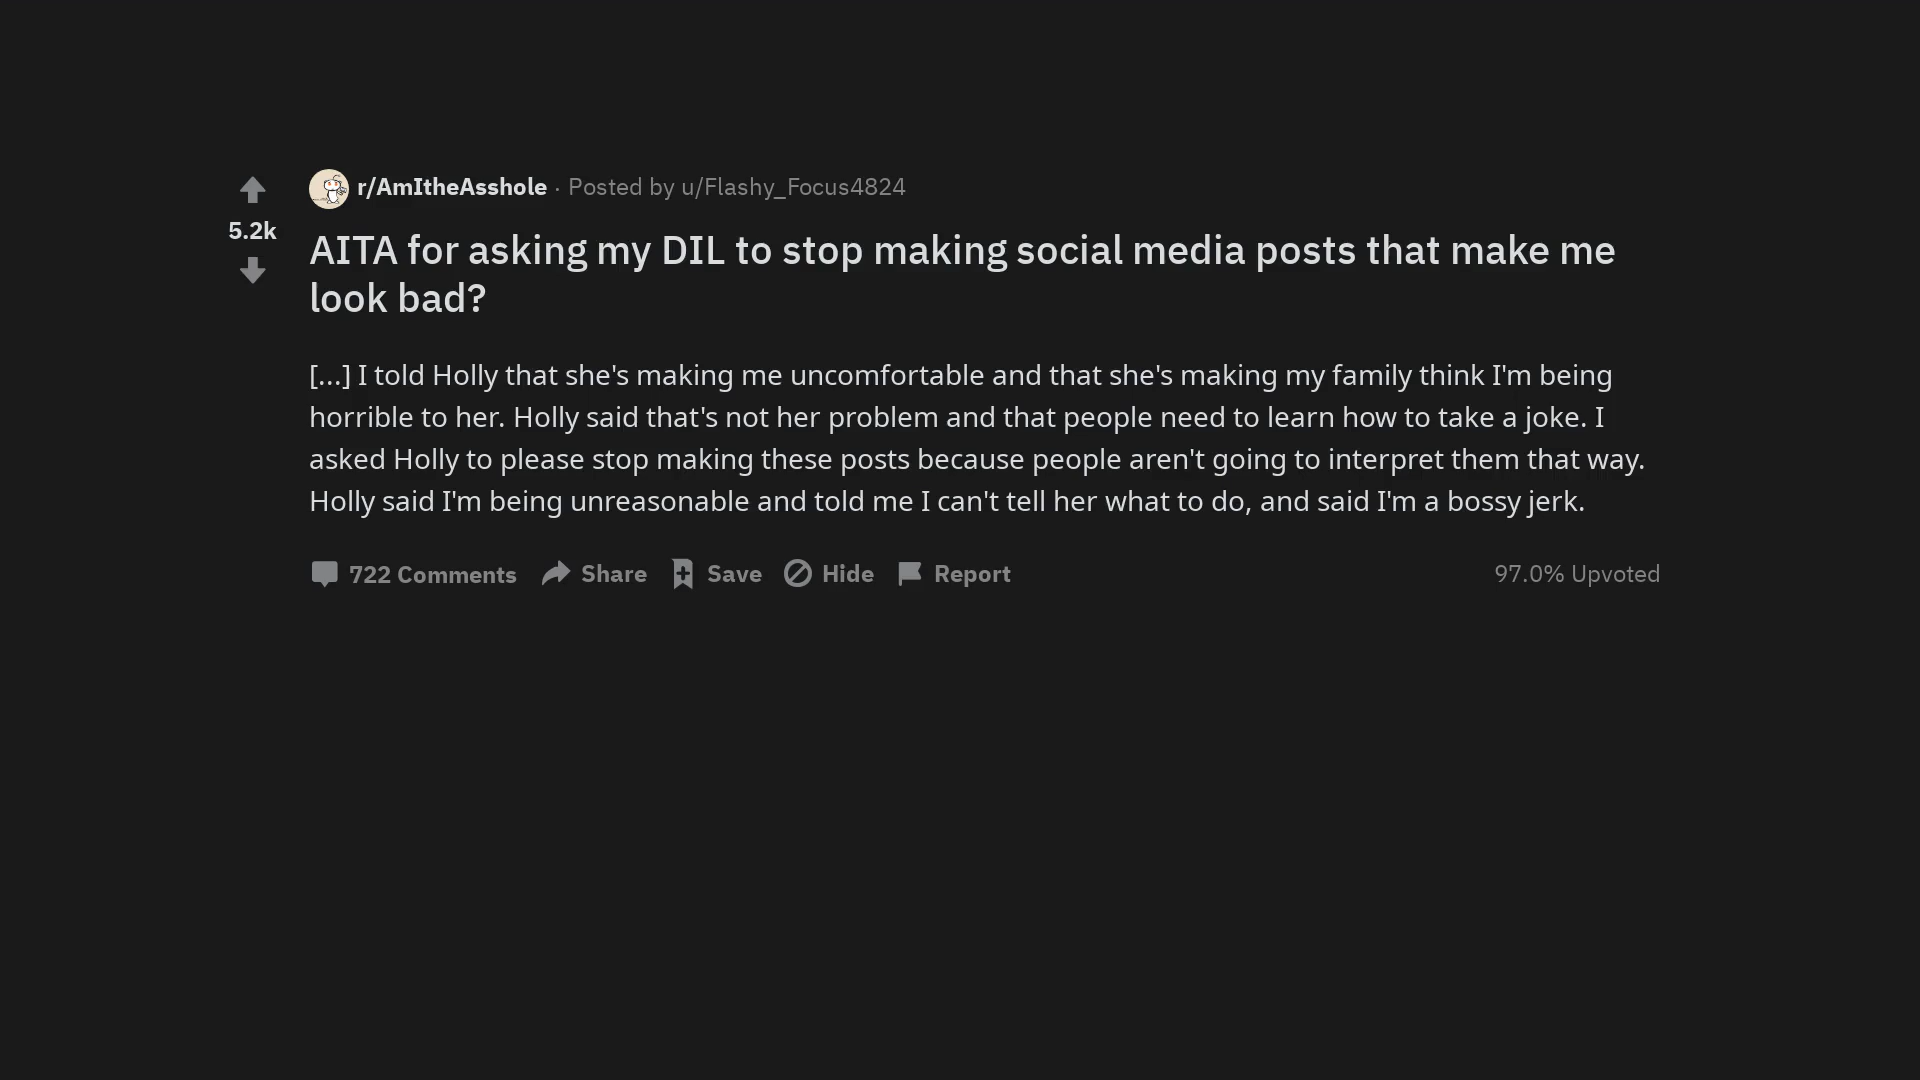 r/AmItheAsshole · Posted by u/Flashy_Focus4824
5.2k
AITA for asking my DIL to stop making social media posts that make me
look bad?
[...] I told Holly that she's making me uncomfortable and that she's making my family think I'm being
horrible to her. Holly said that's not her problem and that people need to learn how to take a joke. I
asked Holly to please stop making these posts because people aren't going to interpret them that way.
Holly said I'm being unreasonable and told me I can't tell her what to do, and said I'm a bossy jerk.
722 Comments Share Save Hide Report 97.0% Upvoted